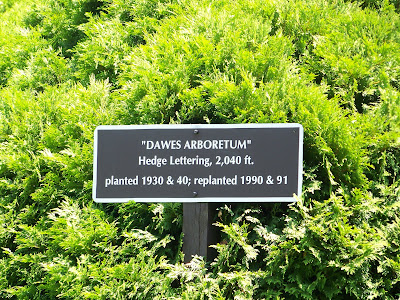 "DAWES ARBORETUM"
Hedge Lettering, 2,040 ft.
planted 1930 & 40; replanted 1990 & 91